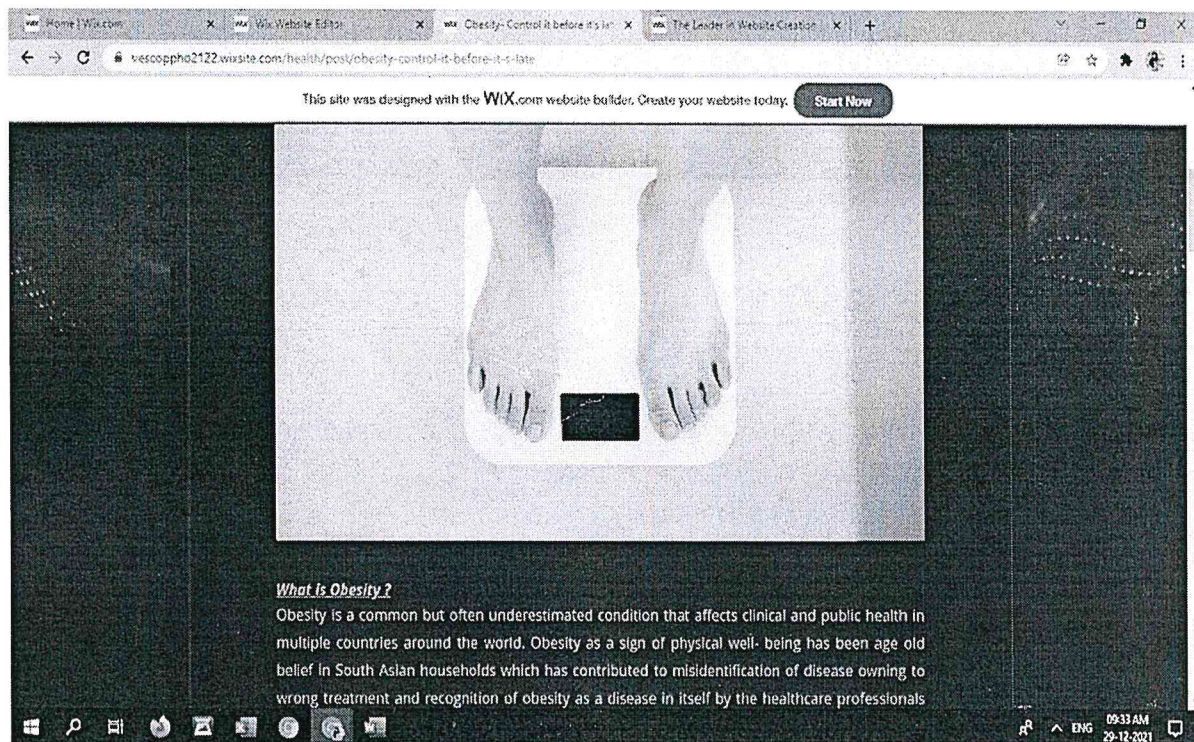 Home | Wix.com
Wix Website Editor
Obesity- Control it before it's lat
The Leader in Website Creation
vescoppho2122.wixsite.com/health/post/obesity-control-it-before-it-s-late
This site was designed with the WIX.com website builder. Create your website today. Start Now
What is Obesity ?
Obesity is a common but often underestimated condition that affects clinical and public health in
multiple countries around the world. Obesity as a sign of physical well- being has been age old
belief in South Asian households which has contributed to misidentification of disease owning to
wrong treatment and recognition of obesity as a disease in itself by the healthcare professionals
ENG
09:33 AM
29-12-2021